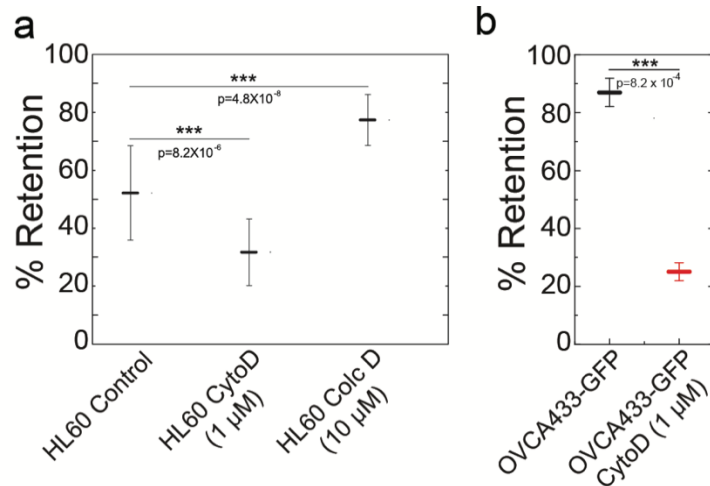 a
% Retention
100
80
60
40
20
0
***
p=4.8X10⁻⁸
***
p=8.2X10⁻⁶
HL60 Control
HL60 CytoD
(1 µM)
HL60 Colc D
(10 µM)
b
% Retention
100
80
60
40
20
0
***
p=8.2 x 10⁻⁴
OVCA433-GFP
OVCA433-GFP
CytoD (1 µM)